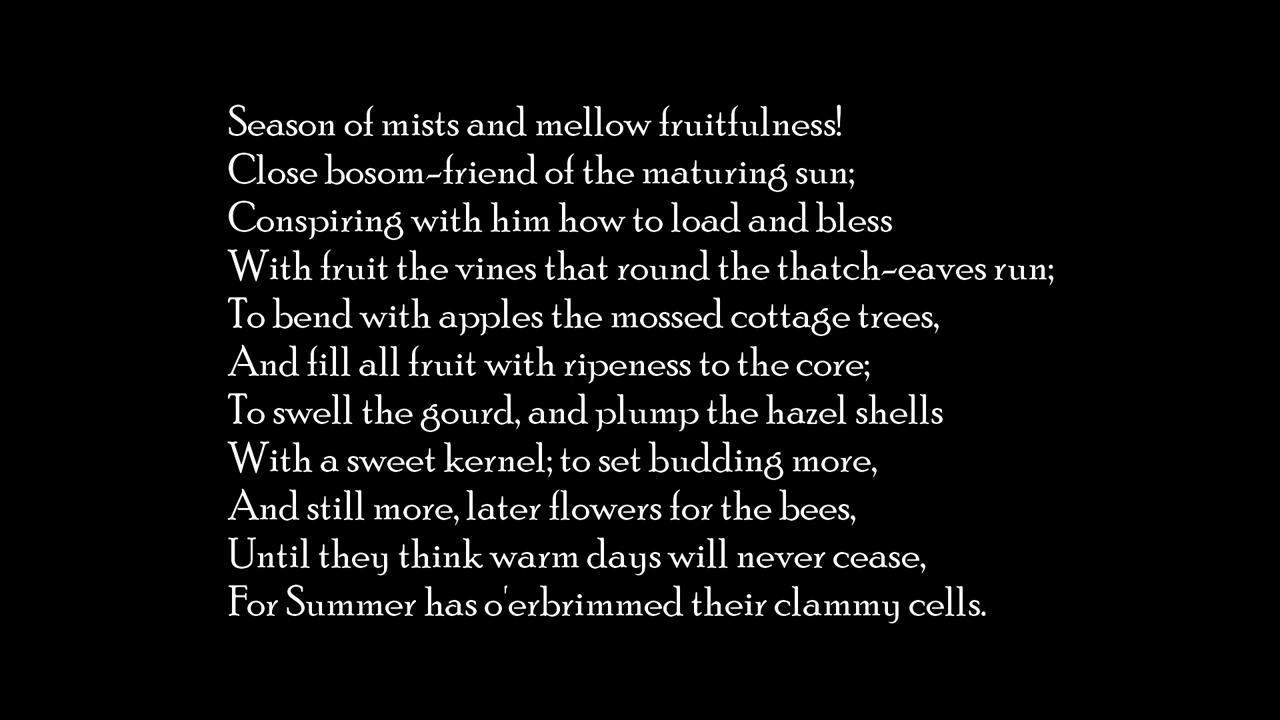 Season of mists and mellow fruitfulness!
Close bosom-friend of the maturing sun;
Conspiring with him how to load and bless
With fruit the vines that round the thatch-eaves run;
To bend with apples the mossed cottage trees,
And fill all fruit with ripeness to the core;
To swell the gourd, and plump the hazel shells
With a sweet kernel; to set budding more,
And still more, later flowers for the bees,
Until they think warm days will never cease,
For Summer has o'erbrimmed their clammy cells.